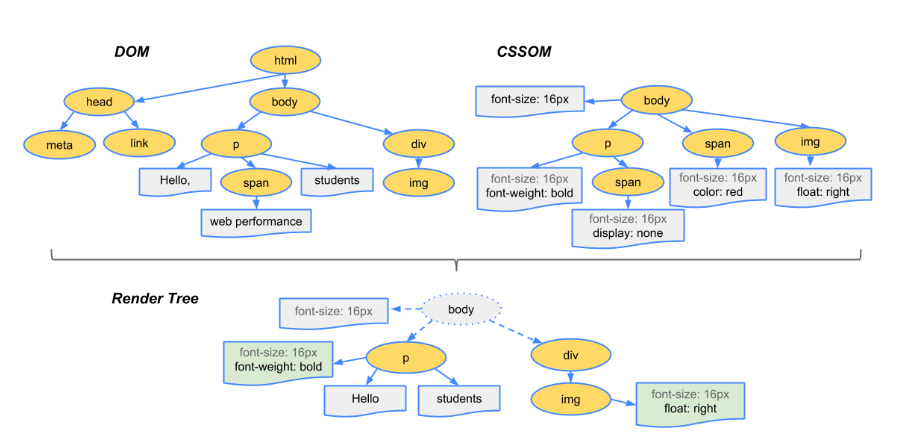 DOM
CSSOM
html
head
body
meta
link
p
div
Hello,
span
students
img
web performance
body
font-size: 16px
p
span
img
font-size: 16px
font-weight: bold
span
font-size: 16px
color: red
font-size: 16px
float: right
font-size: 16px
display: none
Render Tree
body
font-size: 16px
p
div
font-size: 16px
font-weight: bold
Hello
students
img
font-size: 16px
float: right